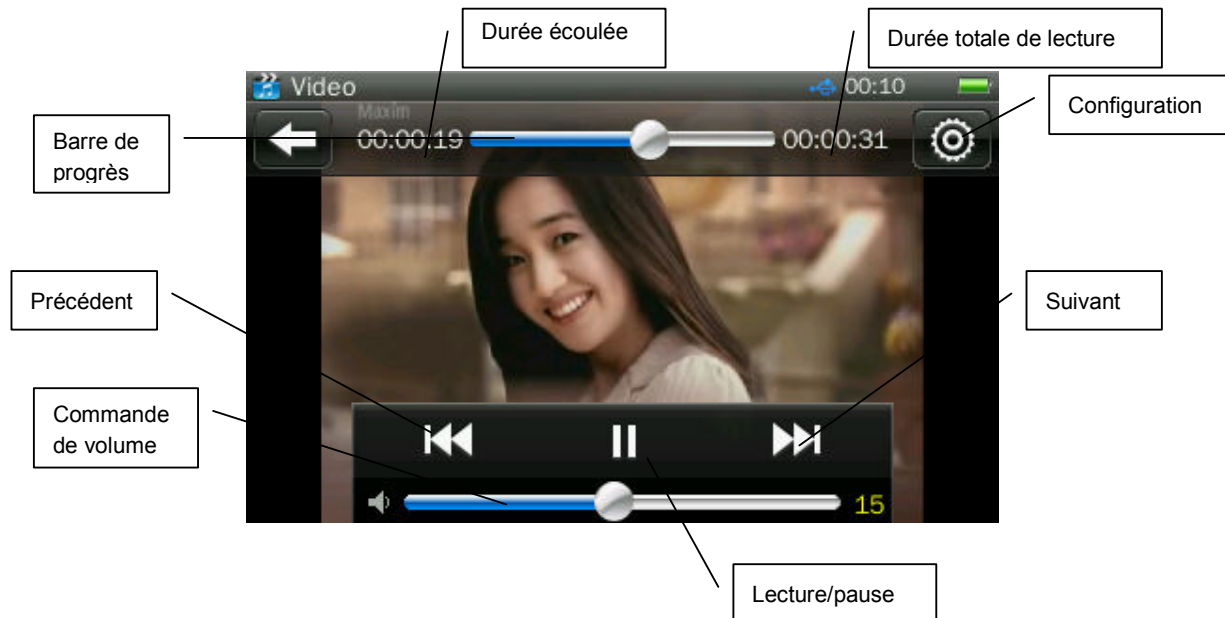 Durée écoulée
Durée totale de lecture
Video
00:10
Configuration
Maxim
00:00:19
00:00:31
Barre de
progrès
Précédent
Suivant
Commande
de volume
15
Lecture/pause